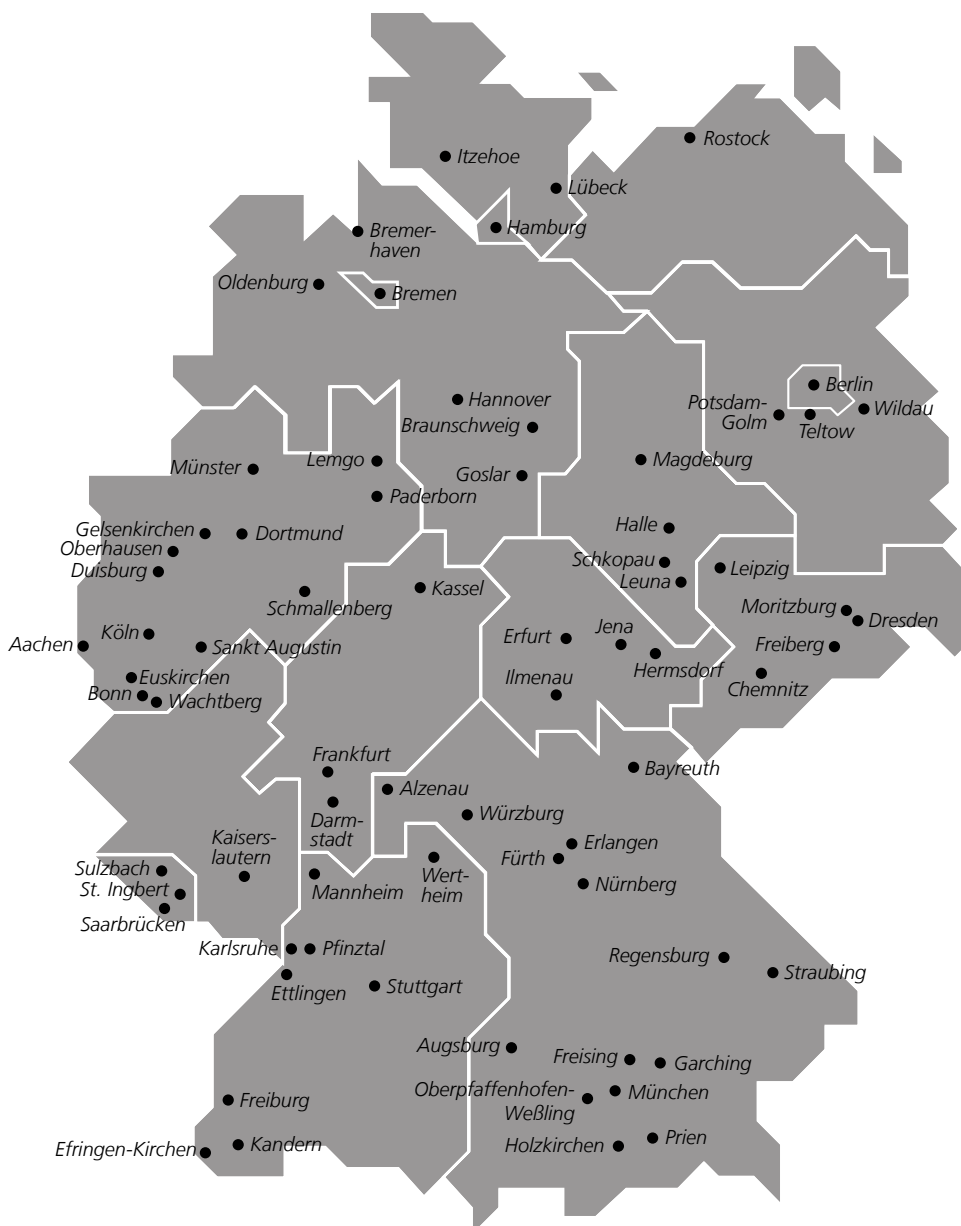 Rostock
Itzehoe
Lübeck
Hamburg
Bremer-
haven
Oldenburg
Bremen
Berlin
Hannover
Potsdam-
Golm
Wildau
Teltow
Braunschweig
Lemgo
Magdeburg
Münster
Goslar
Paderborn
Halle
Gelsenkirchen
Dortmund
Oberhausen
Schkopau
Duisburg
Leipzig
Leuna
Kassel
Schmallenberg
Moritzburg
Dresden
Köln
Jena
Erfurt
Aachen
Sankt Augustin
Freiberg
Hermsdorf
Euskirchen
Ilmenau
Chemnitz
Bonn
Wachtberg
Frankfurt
Bayreuth
Alzenau
Darm-
stadt
Würzburg
Kaisers-
lautern
Erlangen
Fürth
Sulzbach
Mannheim
Wert-
heim
Nürnberg
St. Ingbert
Saarbrücken
Karlsruhe
Pfinztal
Regensburg
Straubing
Ettlingen
Stuttgart
Augsburg
Freising
Garching
Oberpfaffenhofen-
Weßling
München
Freiburg
Prien
Kandern
Holzkirchen
Efringen-Kirchen